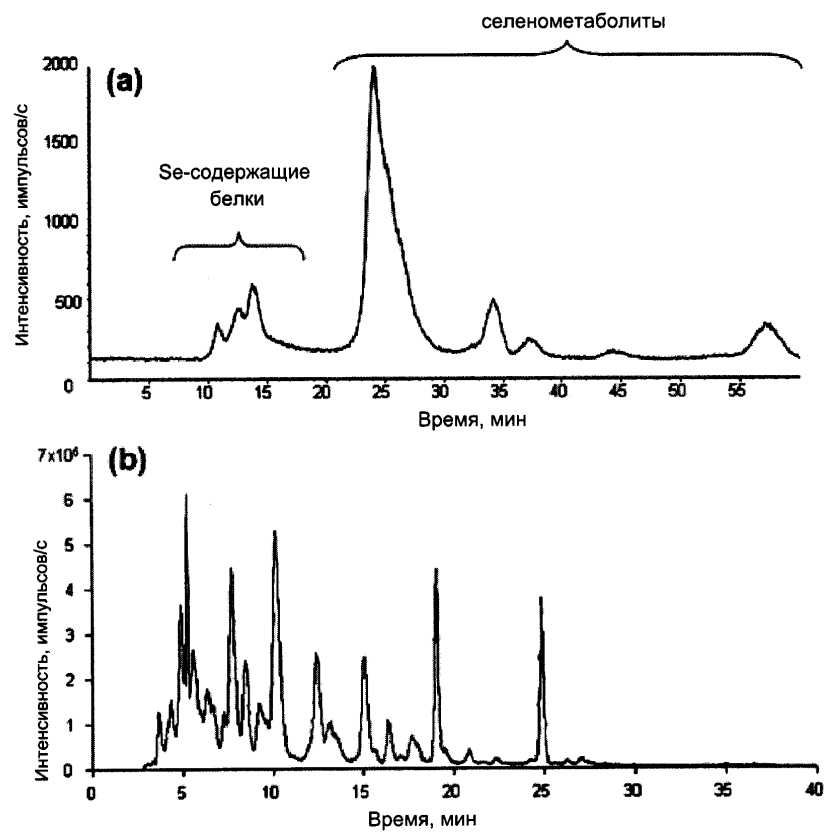 селенометаболиты
(a)
2000
1500
1000
500
0
Интенсивность, импульсов/с
Se-содержащие
белки
5 10 15 20 25 30 35 40 45 50 55
Время, мин
(b)
7x10⁶
6
5
4
3
2
1
0
Интенсивность, импульсов/с
0 5 10 15 20 25 30 35 40
Время, мин